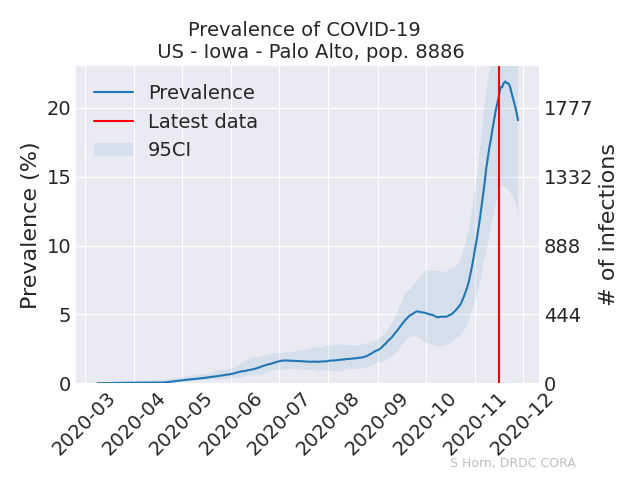 Prevalence of COVID-19
US - Iowa - Palo Alto, pop. 8886
Prevalence
Latest data
95CI
Prevalence (%)
20
15
10
5
0
1777
1332
888
444
0
# of infections
2020-03
2020-04
2020-05
2020-06
2020-07
2020-08
2020-09
2020-10
2020-11
2020-12
S Horn, DRDC CORA